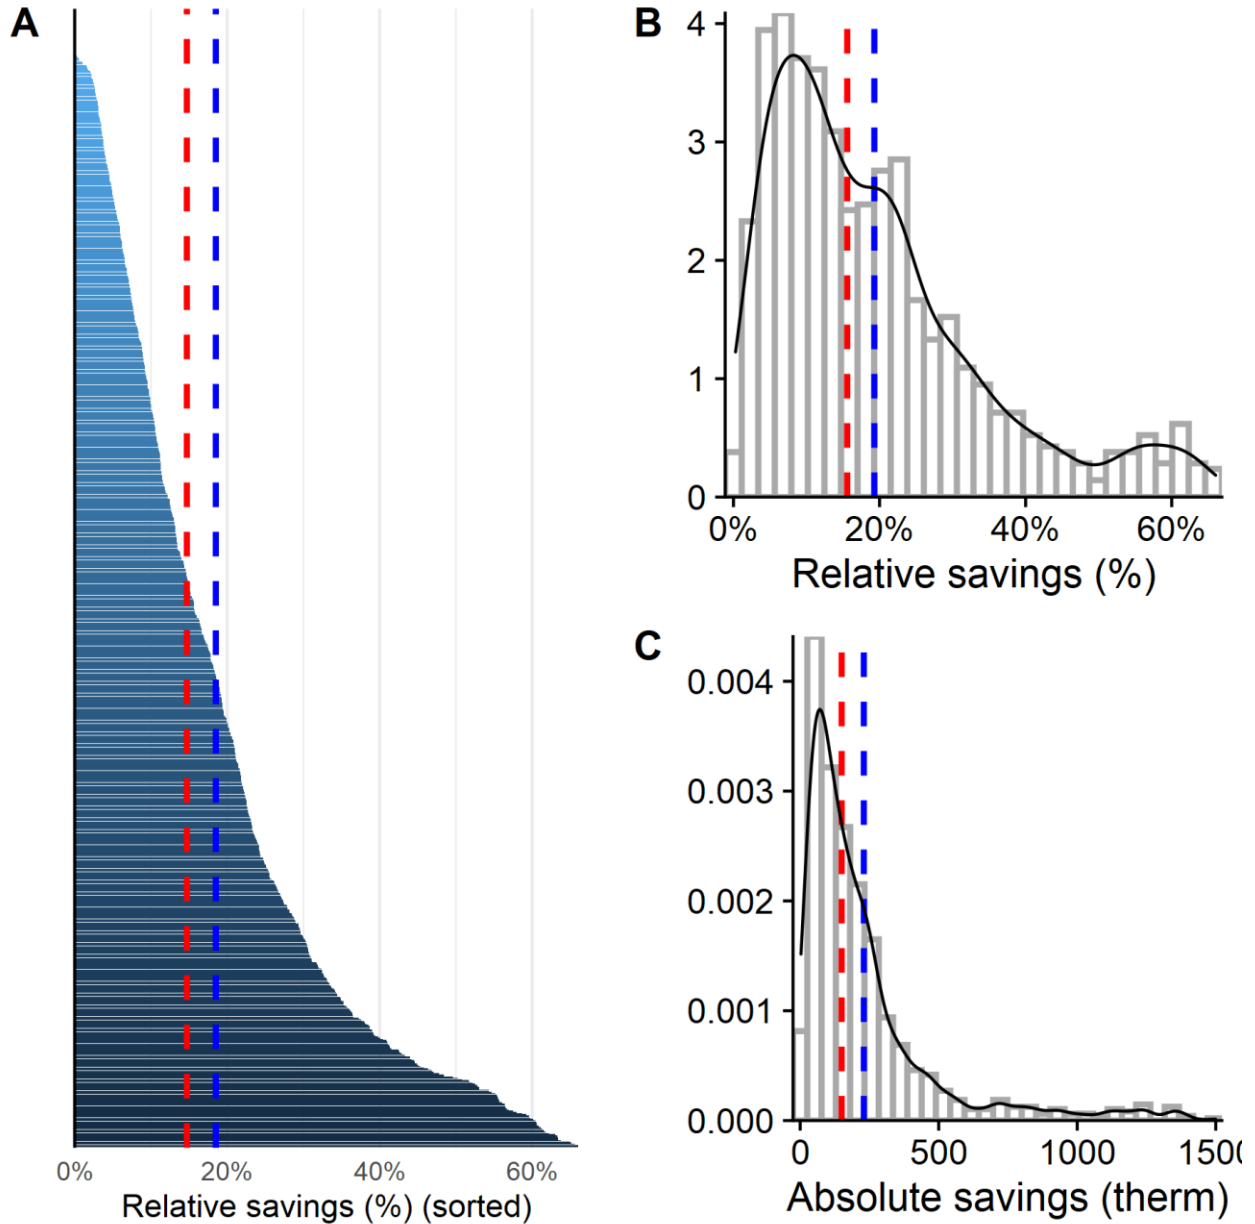 A
0% 20% 40% 60%
Relative savings (%) (sorted)
B
4
3
2
1
0
0% 20% 40% 60%
Relative savings (%)
C
0.004
0.003
0.002
0.001
0.000
0 500 1000 1500
Absolute savings (therm)